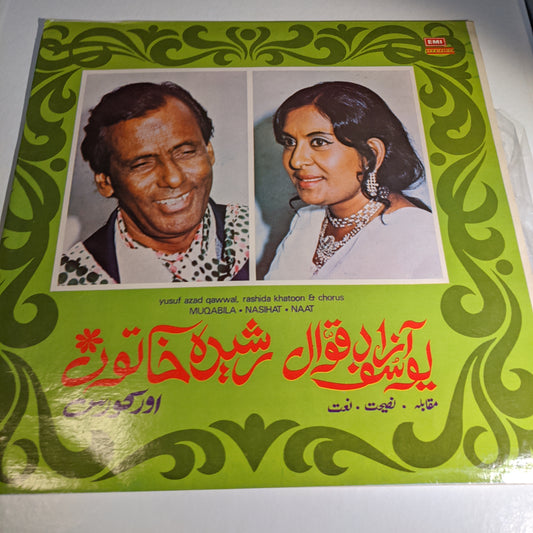 EMI
yusuf azad qawwal, rashida khatoon & chorus
MUQABILA • NASIHAT • NAAT
یوسف آزاد قوال رشیدہ خاتون
اور کورس
مقابلہ · نصیحت · نعت